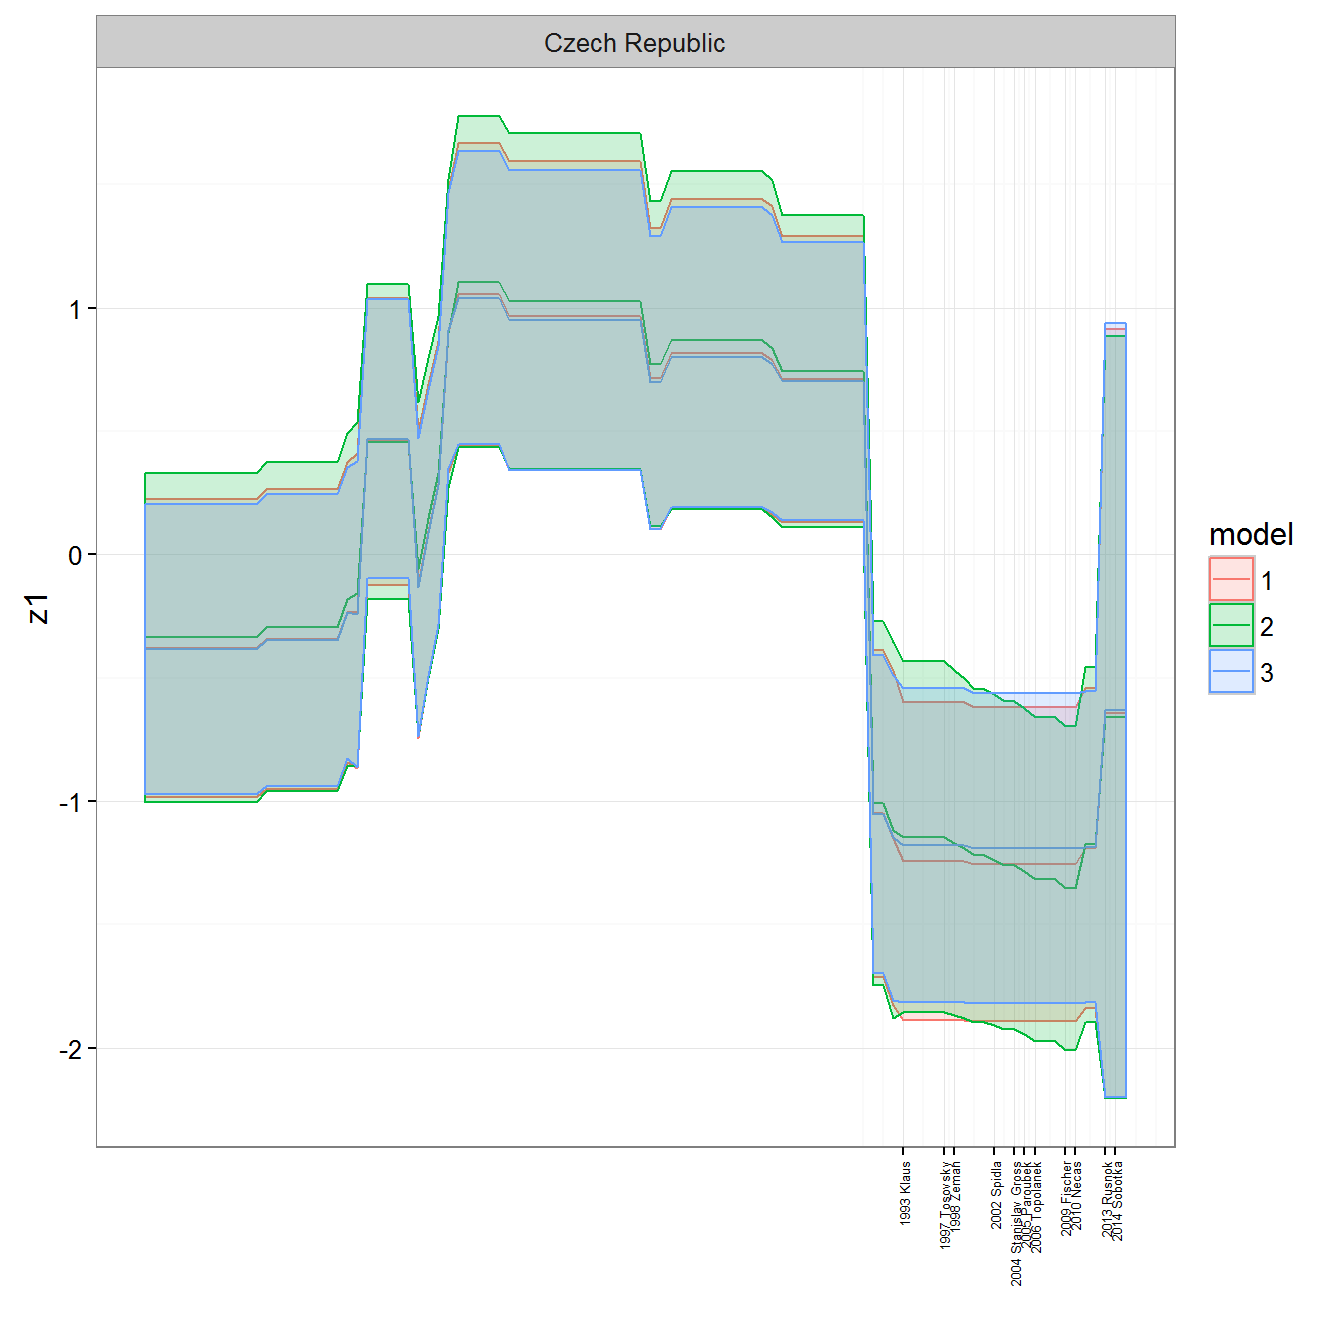 Czech Republic
z1
1
0
-1
-2
1993 Klaus
1997 Tosovsky
1998 Zeman
2002 Spidla
2004 Stanislav Gross
2005 Paroubek
2006 Topolanek
2009 Fischer
2010 Necas
2013 Rusnok
2014 Sobotka
model
1
2
3